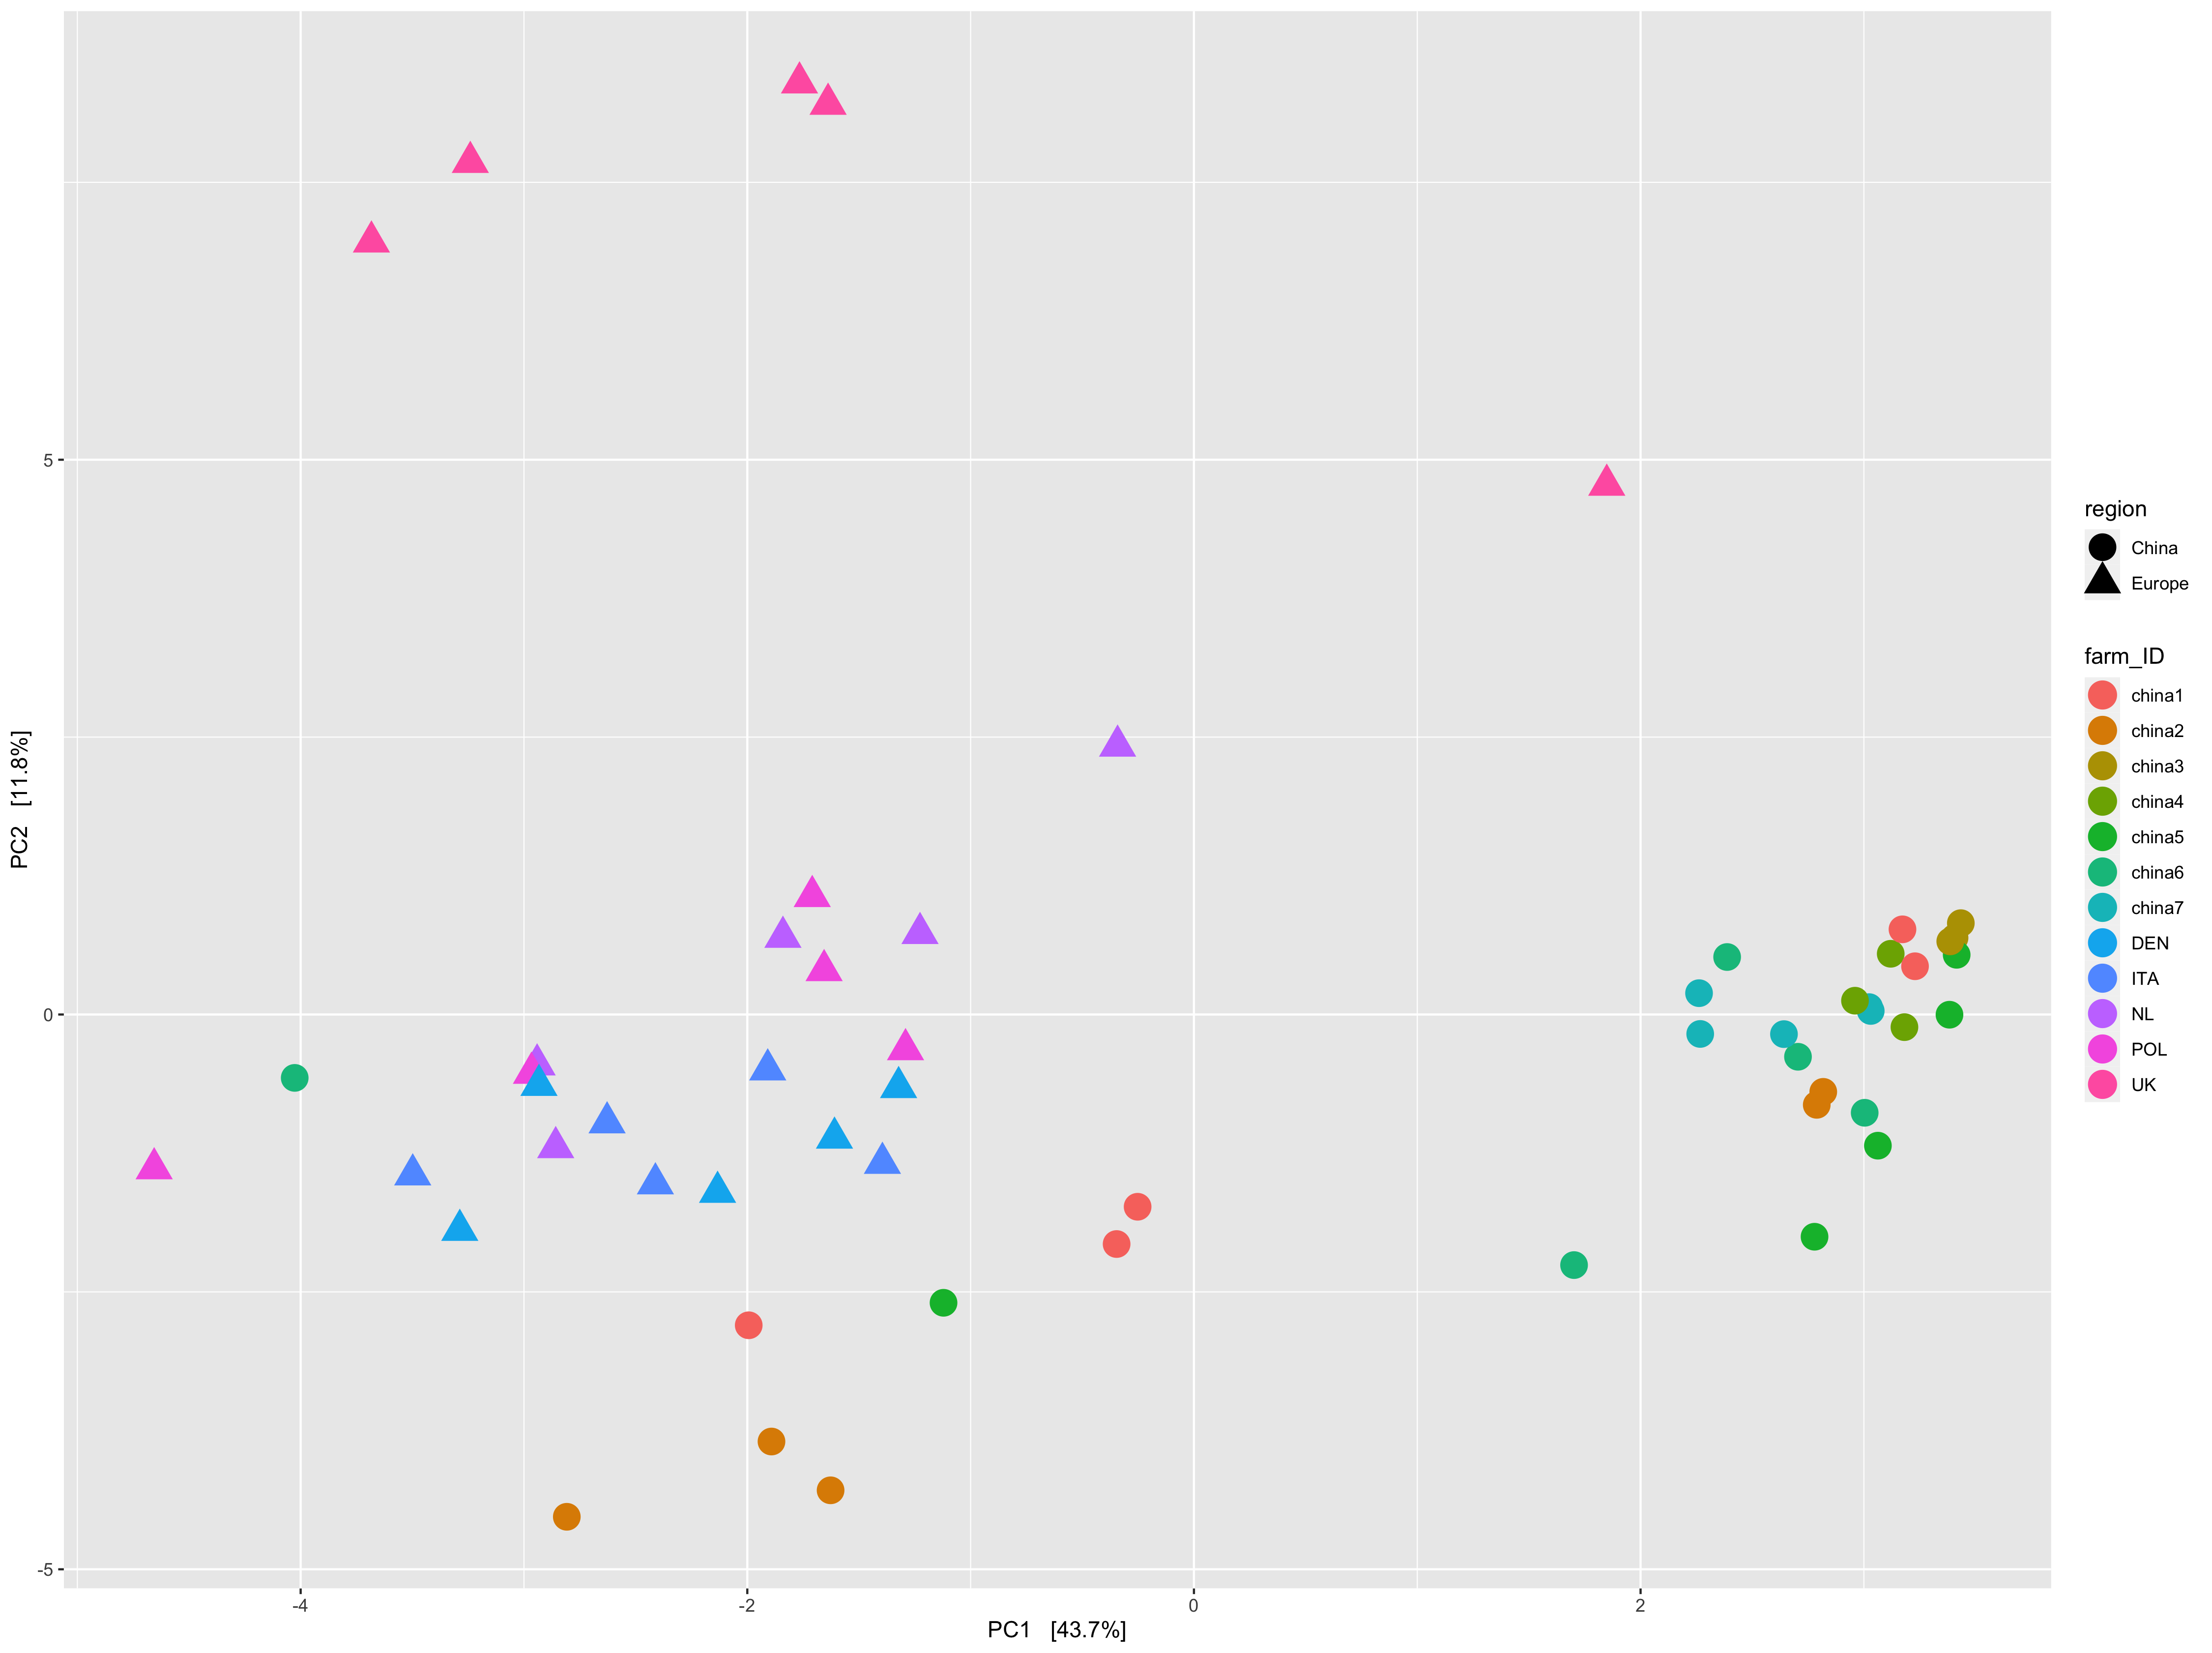 5
0
-5
-4
-2
0
2
PC1 [43.7%]
PC2 [11.8%]
region
China
Europe
farm_ID
china1
china2
china3
china4
china5
china6
china7
DEN
ITA
NL
POL
UK